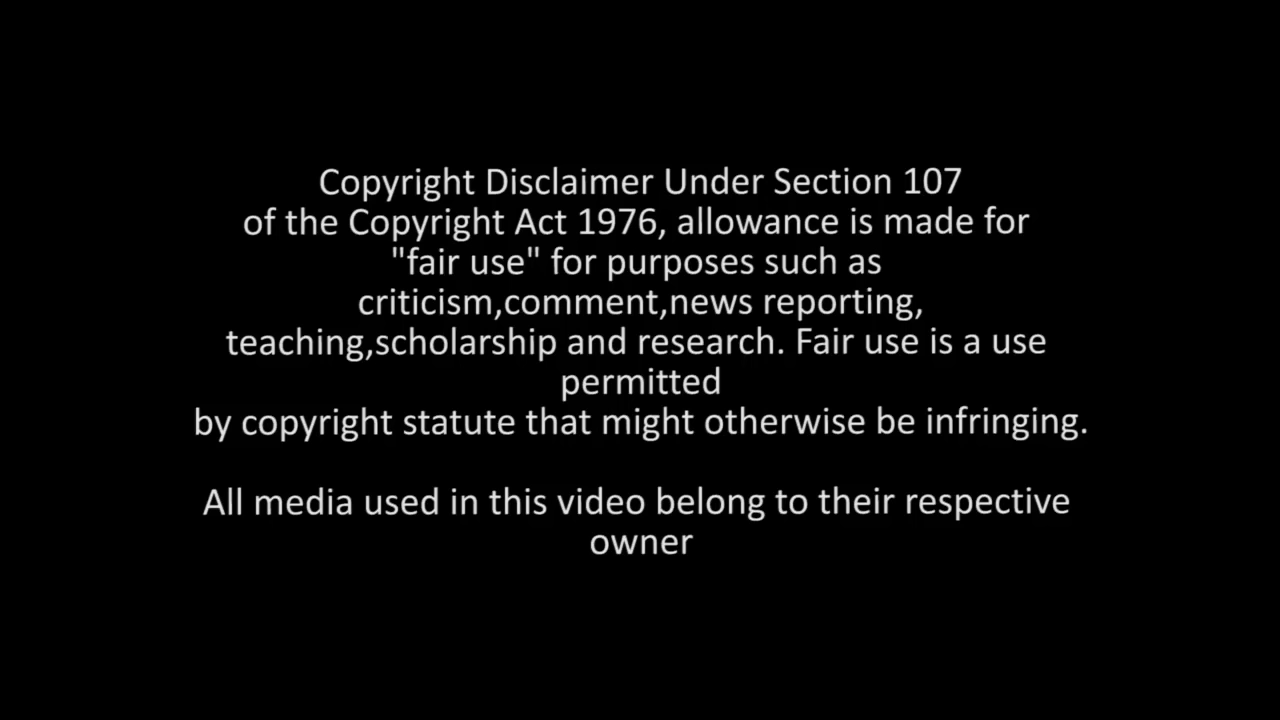 Copyright Disclaimer Under Section 107
of the Copyright Act 1976, allowance is made for
"fair use" for purposes such as
criticism,comment,news reporting,
teaching,scholarship and research. Fair use is a use
permitted
by copyright statute that might otherwise be infringing.
All media used in this video belong to their respective
owner